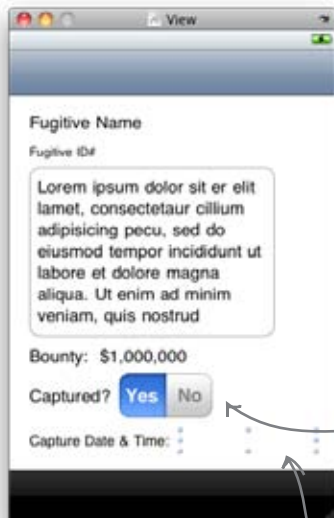 View
Fugitive Name
Fugitive ID#
Lorem ipsum dolor sit er elit
lamet, consectetaur cillium
adipisicing pecu, sed do
eiusmod tempor incididunt ut
labore et dolore magna
aliqua. Ut enim ad minim
veniam, quis nostrud
Bounty: $1,000,000
Captured? Yes No
Capture Date & Time: